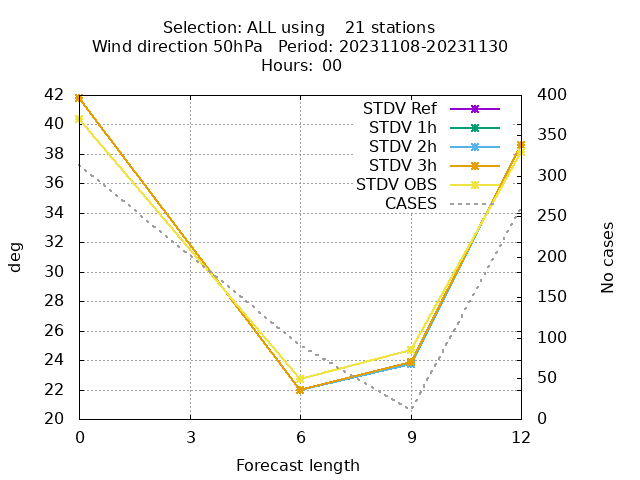 Selection: ALL using    21 stations
Wind direction 50hPa   Period: 20231108-20231130
Hours: 00
42
40
38
36
34
32
30
28
26
24
22
20
deg
STDV Ref
STDV 1h
STDV 2h
STDV 3h
STDV OBS
CASES
400
350
300
250
200
150
100
50
0
No cases
0 3 6 9 12
Forecast length